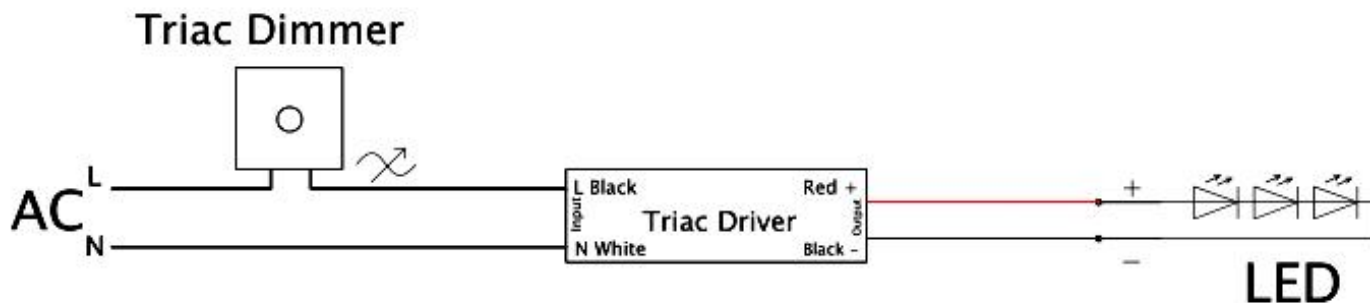 Triac Dimmer
AC L
N
L Black
Red +
Input
Triac Driver
Output
N White
Black -
+
−
LED